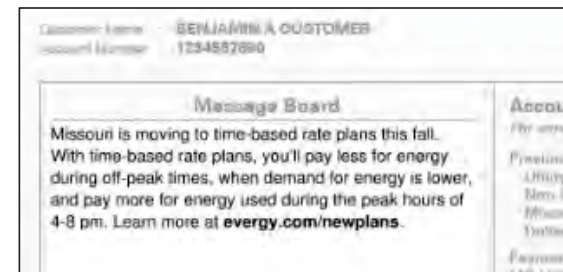 Customer Name BENJAMIN A CUSTOMER
Account Number 1234567890
Message Board
Missouri is moving to time-based rate plans this fall.
With time-based rate plans, you'll pay less for energy
during off-peak times, when demand for energy is lower,
and pay more for energy used during the peak hours of
4-8 pm. Learn more at evergy.com/newplans.